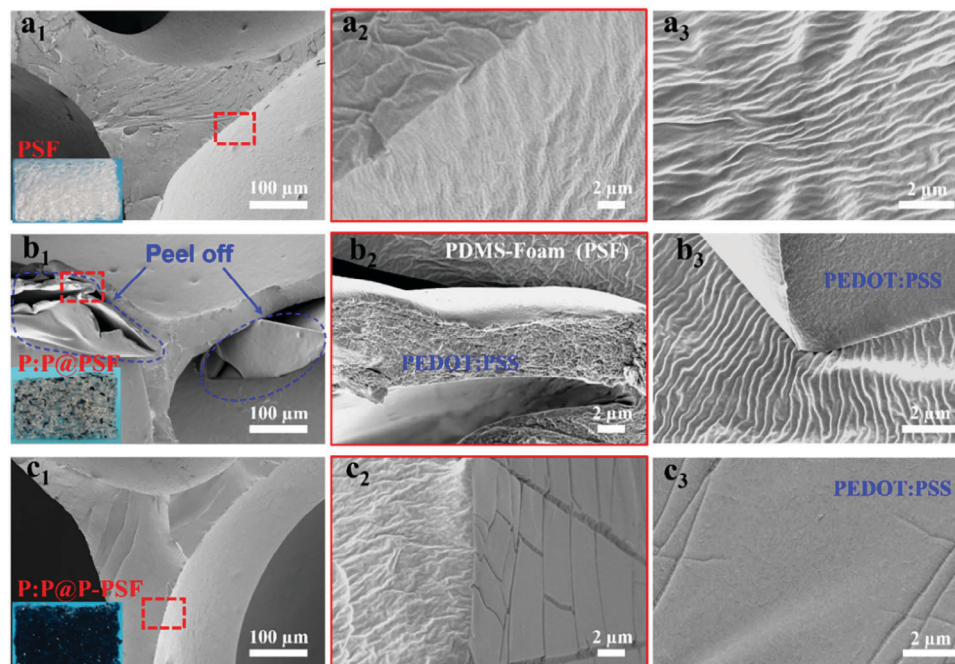 a1
PSF
100 µm
a2
2 µm
a3
2 µm
b1
Peel off
P:P@PSF
100 µm
b2
PDMS-Foam (PSF)
PEDOT:PSS
2 µm
b3
PEDOT:PSS
2 µm
c1
P:P@P-PSF
100 µm
c2
2 µm
c3
PEDOT:PSS
2 µm